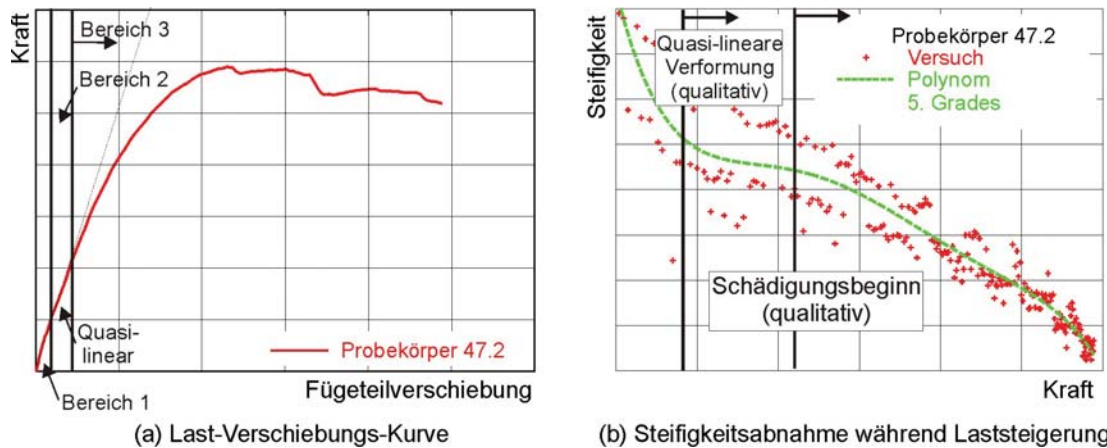 Kraft
Bereich 3
Bereich 2
Quasi-
linear
Probekörper 47.2
Fügeteilverschiebung
Bereich 1
(a) Last-Verschiebungs-Kurve
Steifigkeit
Quasi-lineare
Verformung
(qualitativ)
Probekörper 47.2
Versuch
Polynom
5. Grades
Schädigungsbeginn
(qualitativ)
Kraft
(b) Steifigkeitsabnahme während Laststeigerung